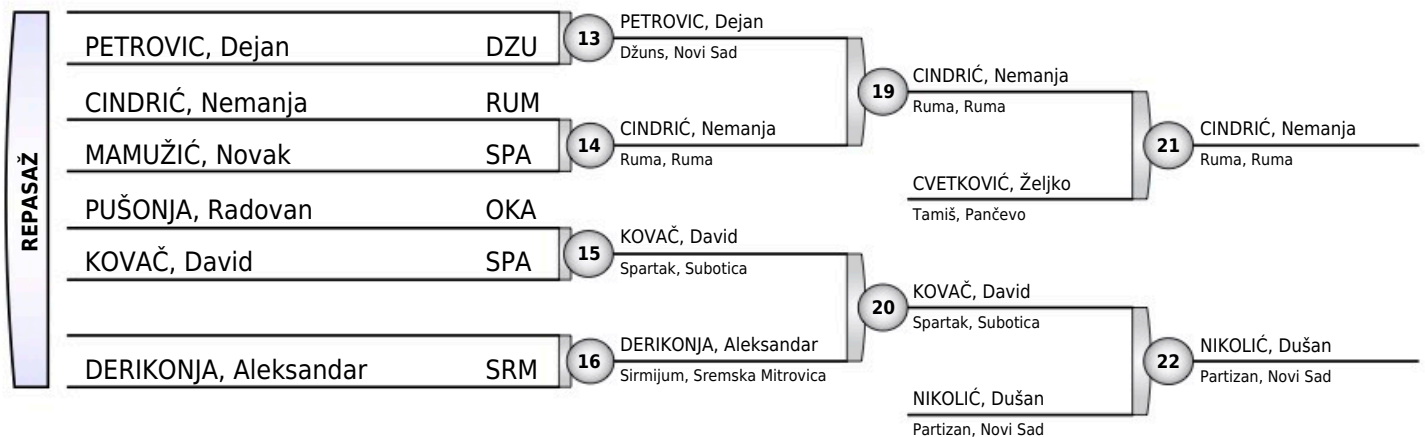 REPASAŽ
PETROVIC, Dejan DZU
CINDRIĆ, Nemanja RUM
MAMUŽIĆ, Novak SPA
PUŠONJA, Radovan OKA
KOVAČ, David SPA
DERIKONJA, Aleksandar SRM
13
PETROVIC, Dejan
Džuns, Novi Sad
14
CINDRIĆ, Nemanja
Ruma, Ruma
15
KOVAČ, David
Spartak, Subotica
16
DERIKONJA, Aleksandar
Sirmijum, Sremska Mitrovica
19
CINDRIĆ, Nemanja
Ruma, Ruma
CVETKOVIĆ, Željko
Tamiš, Pančevo
20
KOVAČ, David
Spartak, Subotica
NIKOLIĆ, Dušan
Partizan, Novi Sad
21
CINDRIĆ, Nemanja
Ruma, Ruma
22
NIKOLIĆ, Dušan
Partizan, Novi Sad